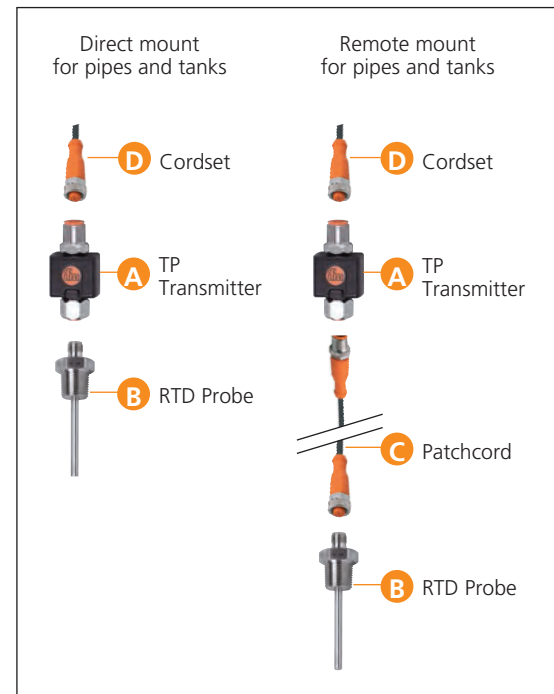 Direct mount
for pipes and tanks
D Cordset
A TP
Transmitter
B RTD Probe
Remote mount
for pipes and tanks
D Cordset
A TP
Transmitter
C Patchcord
B RTD Probe